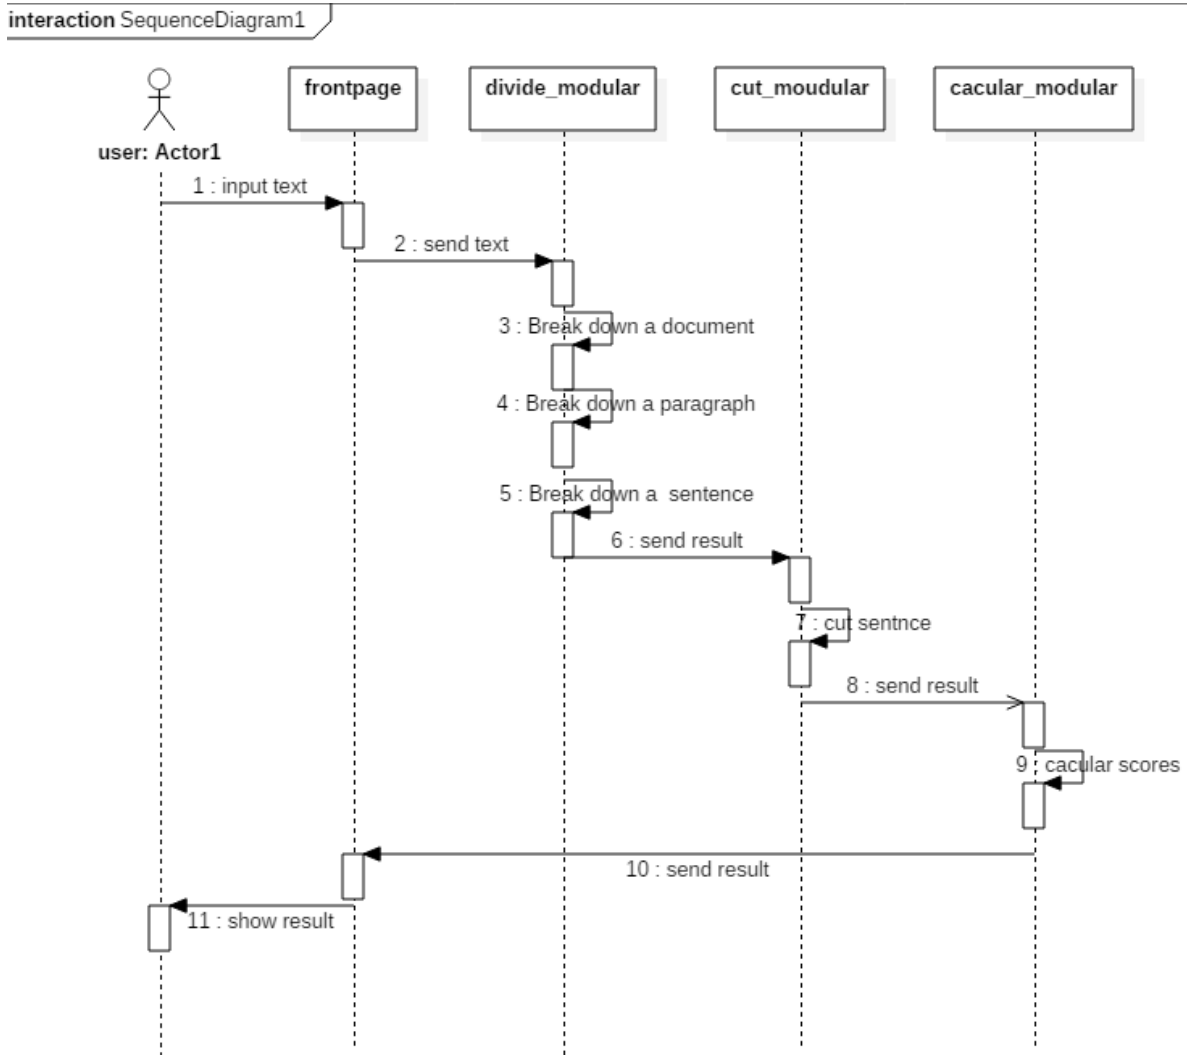 interaction SequenceDiagram1
frontpage
divide_modular
cut_moudular
cacular_modular
user: Actor1
1 : input text
2 : send text
3 : Break down a document
4 : Break down a paragraph
5 : Break down a  sentence
6 : send result
7 : cut sentnce
8 : send result
9 : cacular scores
10 : send result
11 : show result